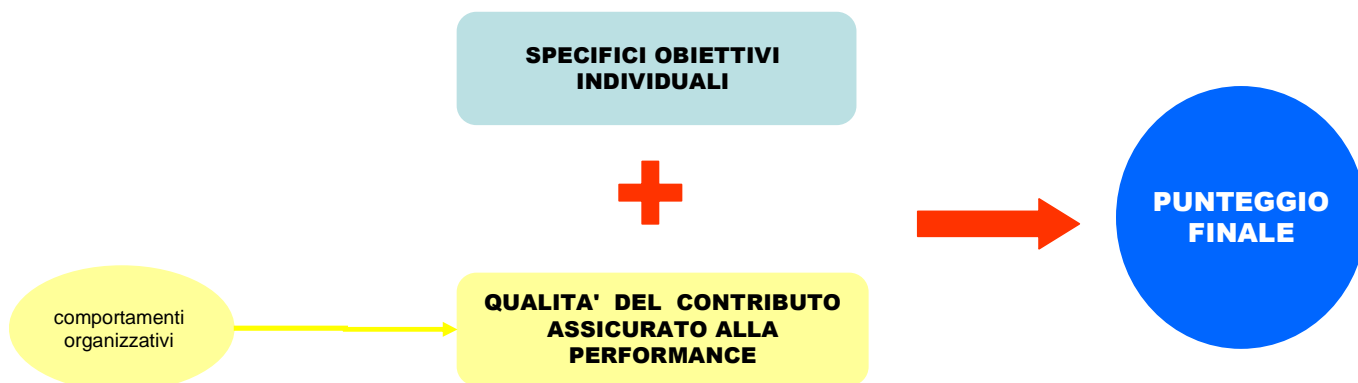 SPECIFICI OBIETTIVI
INDIVIDUALI
PUNTEGGIO
FINALE
comportamenti
organizzativi
QUALITA' DEL CONTRIBUTO
ASSICURATO ALLA
PERFORMANCE